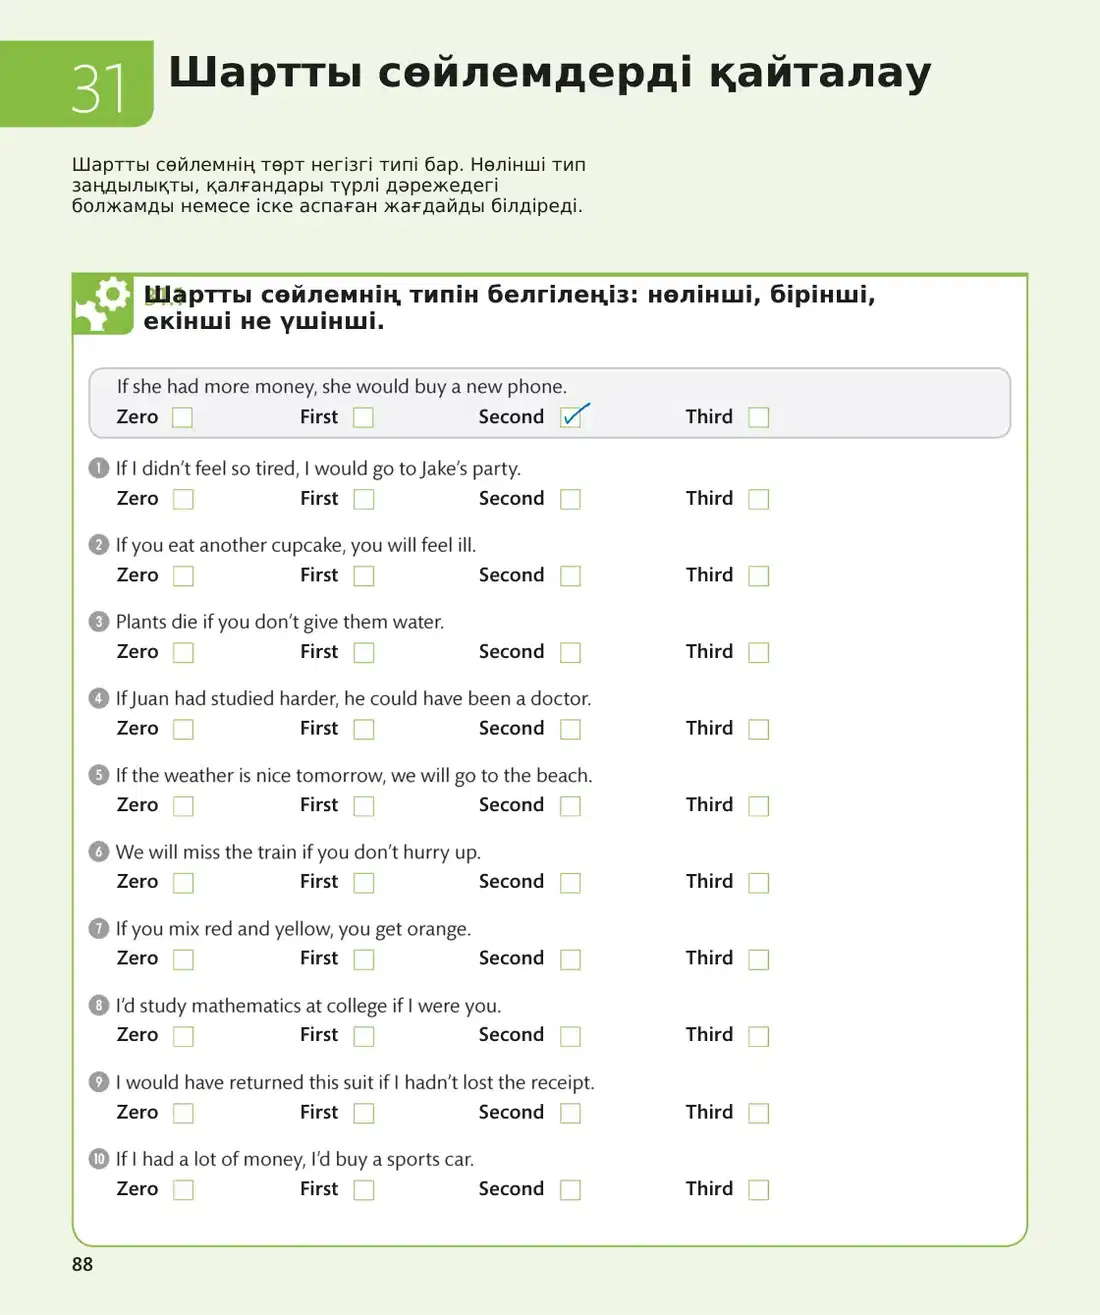 31
Шартты сөйлемдерді қайталау
Шартты сөйлемнің төрт негізгі типі бар. Нөлінші тип
заңдылықты, қалғандары түрлі дәрежедегі
болжамды немесе іске аспаған жағдайды білдіреді.
Шартты сөйлемнің типін белгілеңіз: нөлінші, бірінші,
екінші не үшінші.
If she had more money, she would buy a new phone.
Zero First Second Third
1 If I didn’t feel so tired, I would go to Jake’s party.
Zero First Second Third
2 If you eat another cupcake, you will feel ill.
Zero First Second Third
3 Plants die if you don’t give them water.
Zero First Second Third
4 If Juan had studied harder, he could have been a doctor.
Zero First Second Third
5 If the weather is nice tomorrow, we will go to the beach.
Zero First Second Third
6 We will miss the train if you don’t hurry up.
Zero First Second Third
7 If you mix red and yellow, you get orange.
Zero First Second Third
8 I’d study mathematics at college if I were you.
Zero First Second Third
9 I would have returned this suit if I hadn’t lost the receipt.
Zero First Second Third
10 If I had a lot of money, I’d buy a sports car.
Zero First Second Third
88